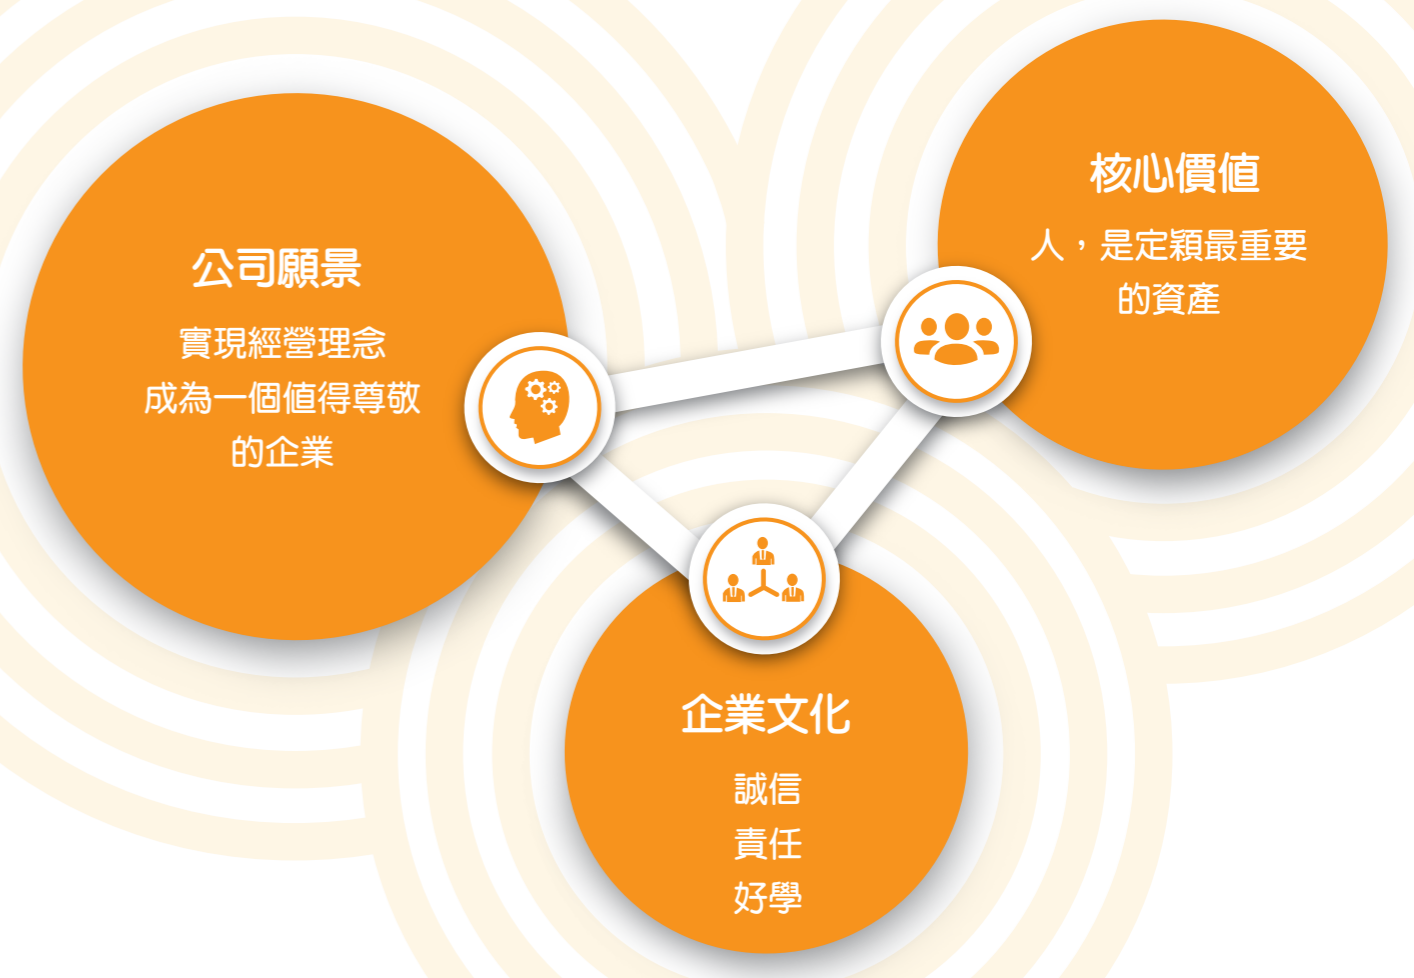 公司願景
實現經營理念
成為一個值得尊敬
的企業
核心價值
人，是定穎最重要
的資產
企業文化
誠信
責任
好學